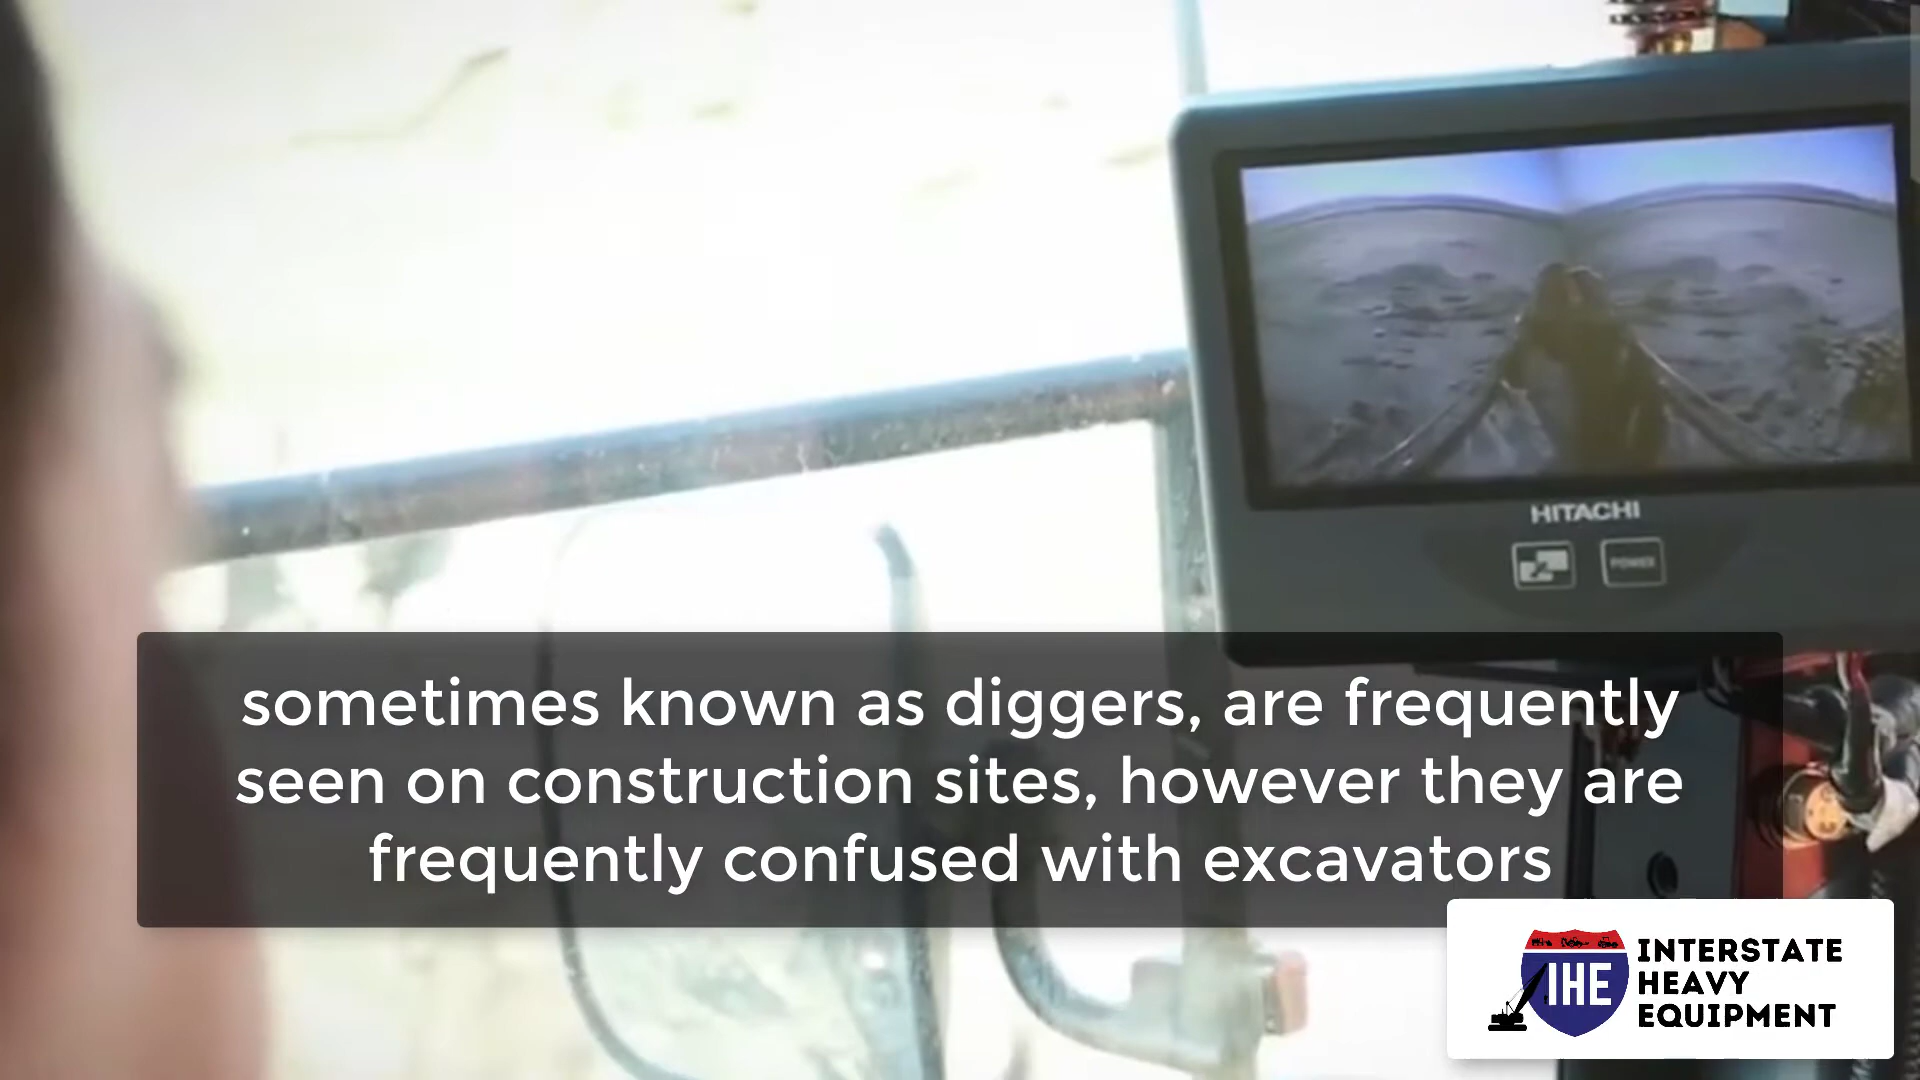 HITACHI
POWER
sometimes known as diggers, are frequently
seen on construction sites, however they are
frequently confused with excavators
IHE
INTERSTATE
HEAVY
EQUIPMENT